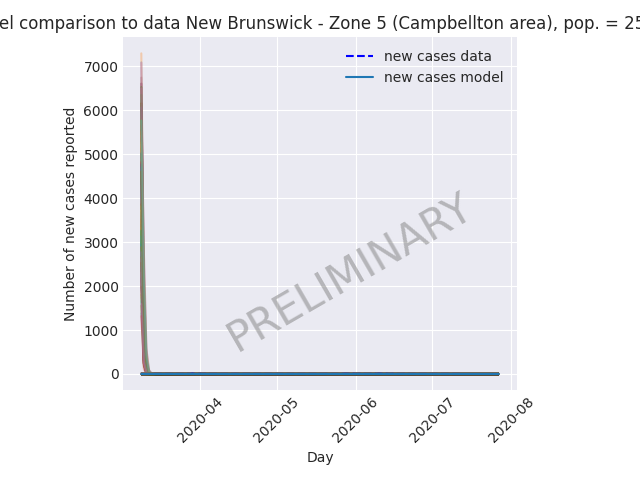 el comparison to data New Brunswick - Zone 5 (Campbellton area), pop. = 25
new cases data
new cases model
7000
6000
5000
4000
3000
2000
1000
0
Number of new cases reported
PRELIMINARY
2020-04
2020-05
2020-06
2020-07
2020-08
Day